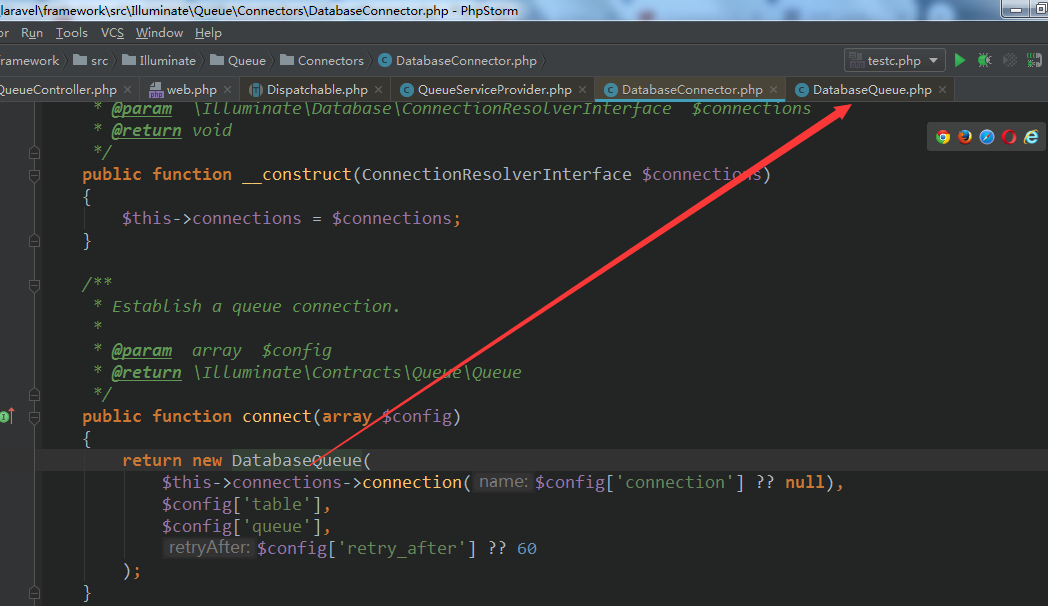 laravel\framework\src\Illuminate\Queue\Connectors\DatabaseConnector.php - PhpStorm
or Run Tools VCS Window Help
ramework src Illuminate Queue Connectors DatabaseConnector.php testc.php
QueueController.php web.php Dispatchable.php QueueServiceProvider.php DatabaseConnector.php DatabaseQueue.php
* @param \Illuminate\Database\ConnectionResolverInterface $connections
* @return void
*/
public function __construct(ConnectionResolverInterface $connections)
{
$this->connections = $connections;
}
/**
* Establish a queue connection.
*
* @param array $config
* @return \Illuminate\Contracts\Queue\Queue
*/
public function connect(array $config)
{
return new DatabaseQueue(
$this->connections->connection( name: $config['connection'] ?? null),
$config['table'],
$config['queue'],
retryAfter: $config['retry_after'] ?? 60
);
}